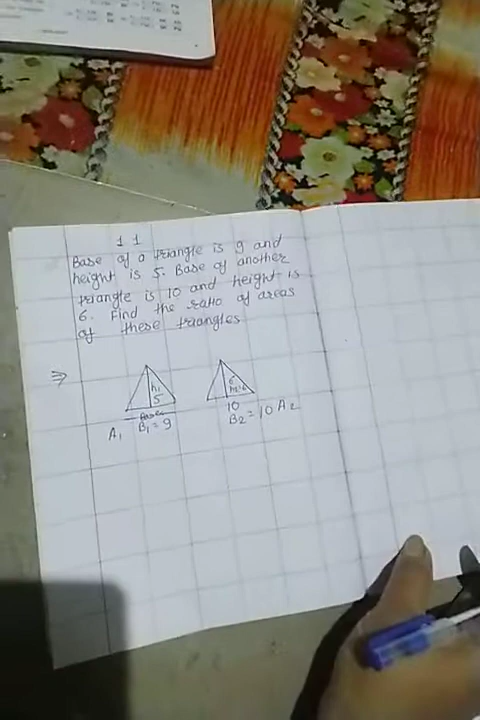 1 1
Base of a triangle is 9 and
height is 5. Base of another
triangle is 10 and height is
6. Find the ratio of areas
of these triangles
⇒
h1
5
Base
A1 B1 = 9
6
h2=6
10
B2 = 10 A2